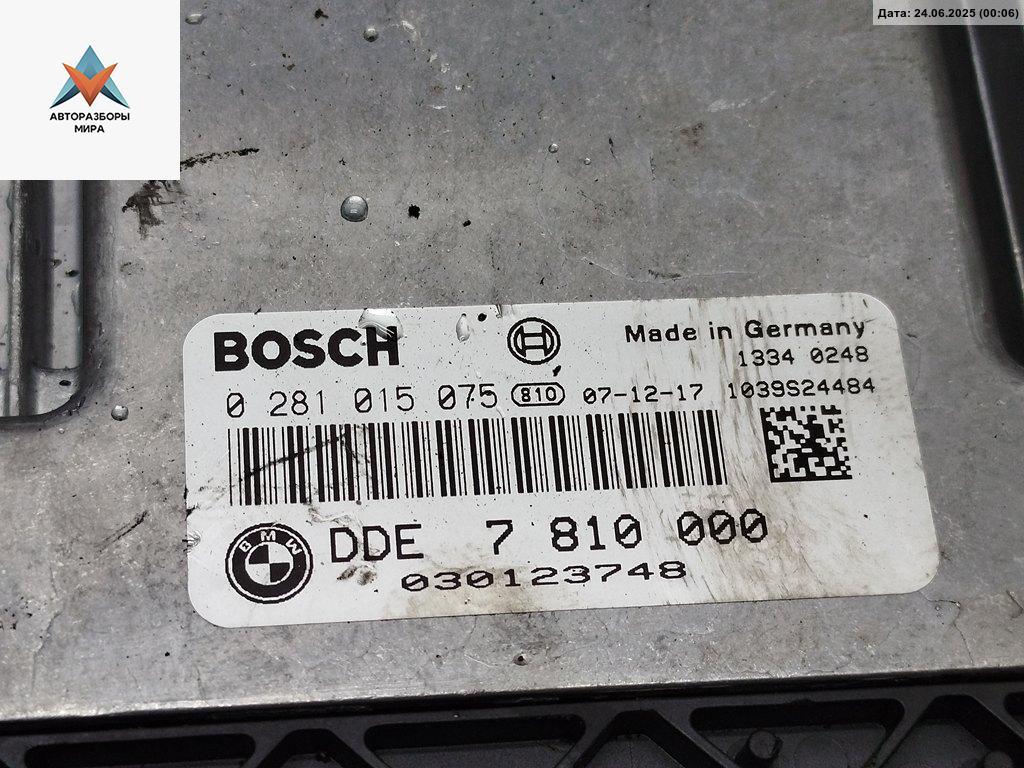 Дата: 24.06.2025 (00:06)
АВТОРАЗБОРЫ
МИРА
BOSCH
Made in Germany
1334 0248
0 281 015 075 810 07-12-17 1039S24484
BMW
DDE 7 810 000
030123748